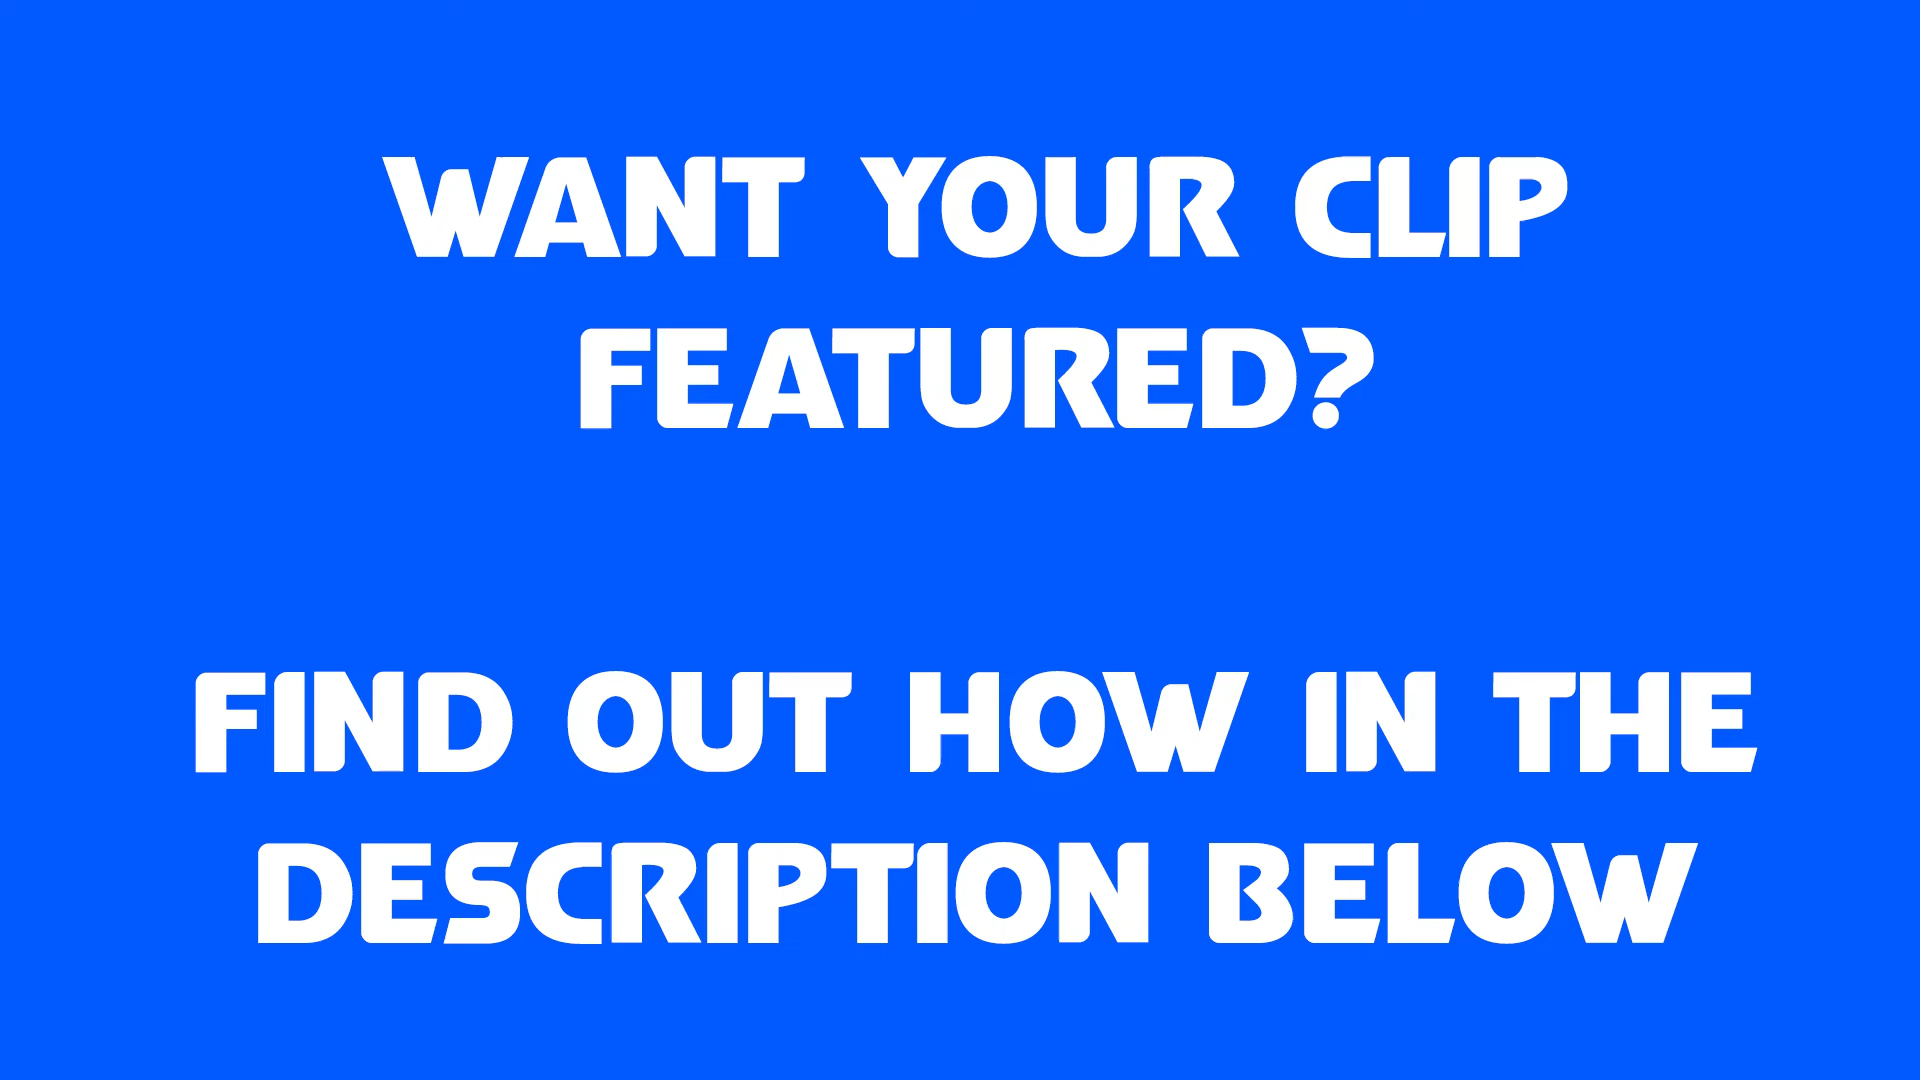 WANT YOUR CLIP
FEATURED?
FIND OUT HOW IN THE
DESCRIPTION BELOW